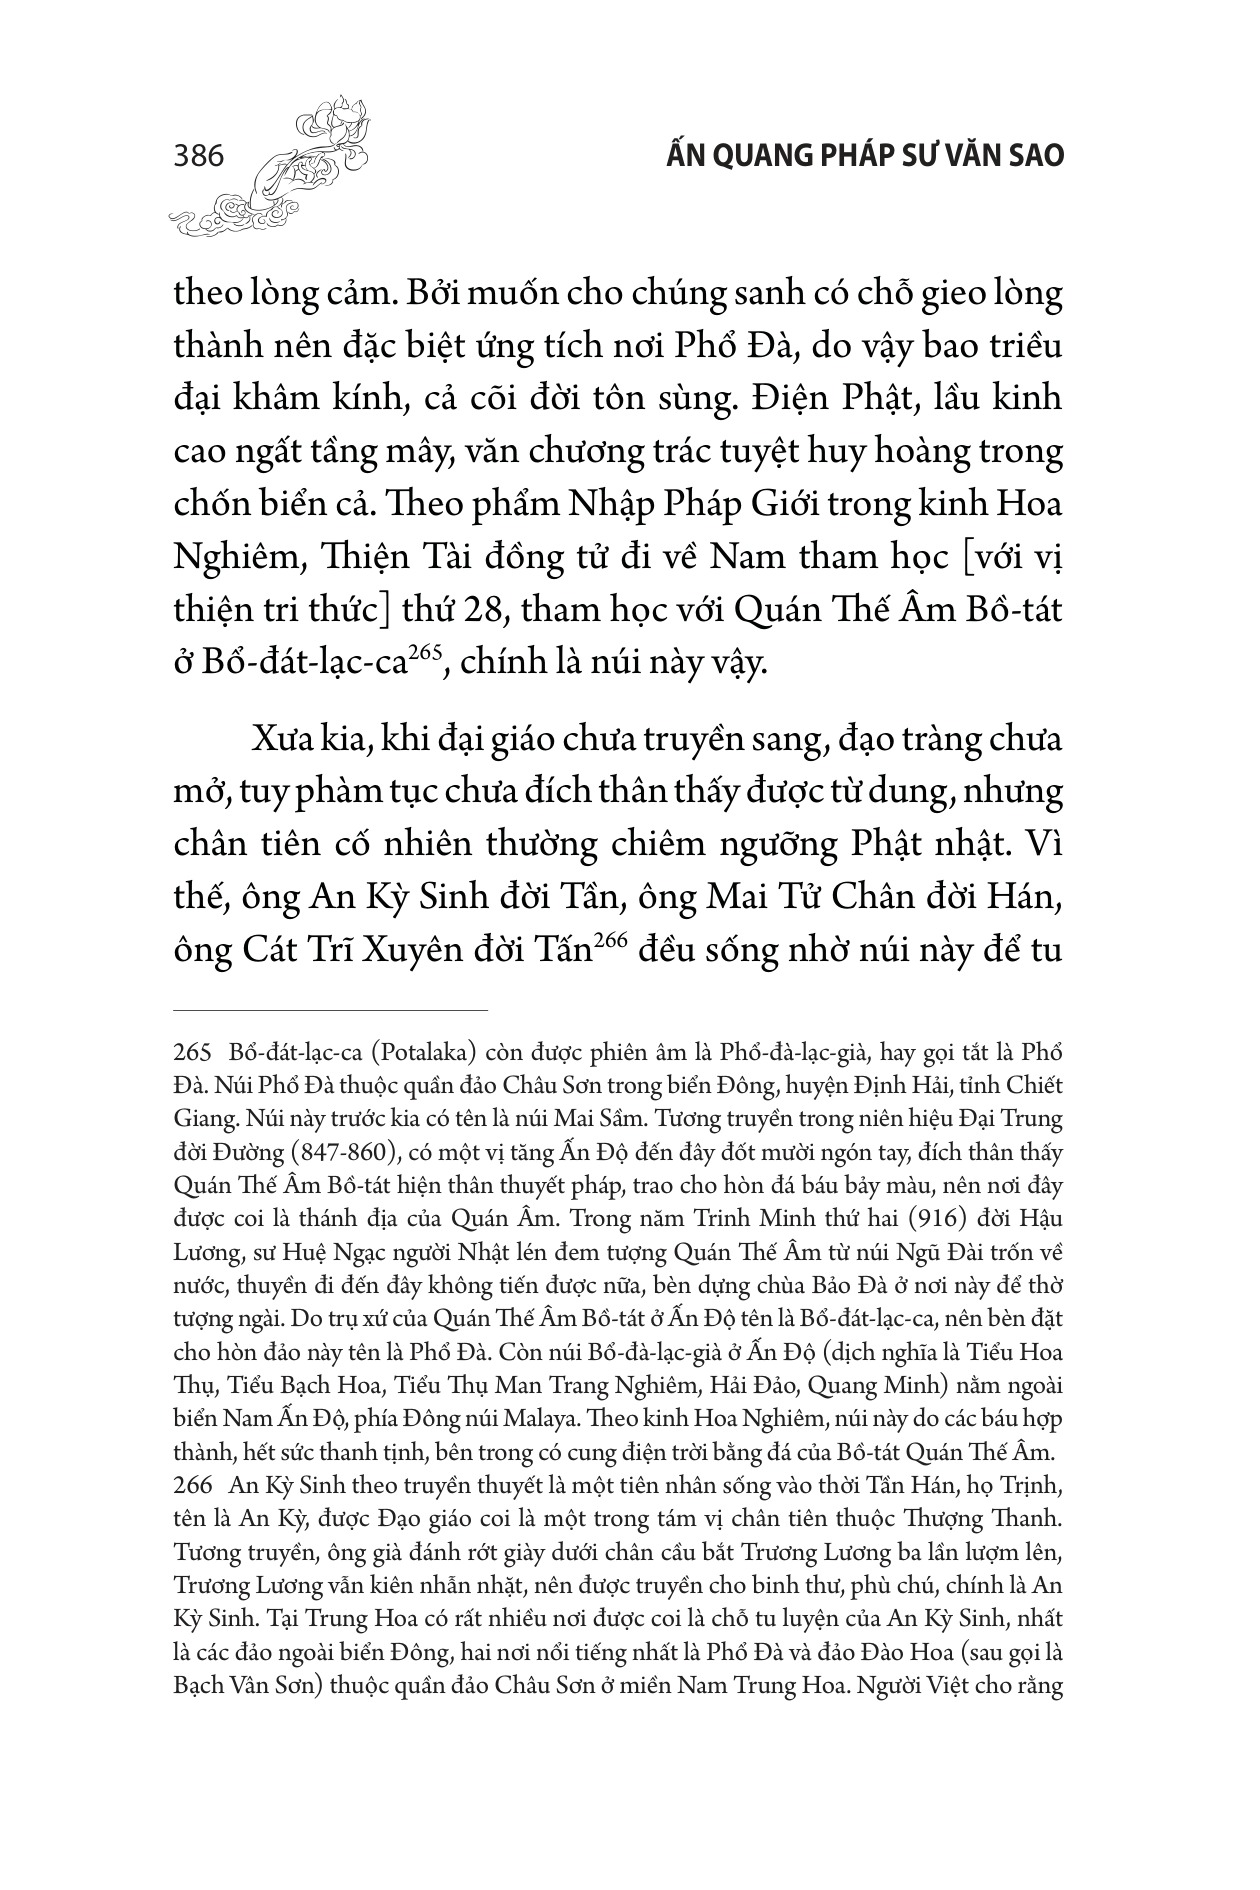 386
ẤN QUANG PHÁP SƯ VĂN SAO
theo lòng cảm. Bởi muốn cho chúng sanh có chỗ gieo lòng
thành nên đặc biệt ứng tích nơi Phổ Đà, do vậy bao triều
đại khâm kính, cả cõi đời tôn sùng. Điện Phật, lầu kinh
cao ngất tầng mây, văn chương trác tuyệt huy hoàng trong
chốn biển cả. Theo phẩm Nhập Pháp Giới trong kinh Hoa
Nghiêm, Thiện Tài đồng tử đi về Nam tham học [với vị
thiện tri thức] thứ 28, tham học với Quán Thế Âm Bồ-tát
ở Bổ-đát-lạc-ca265, chính là núi này vậy.
Xưa kia, khi đại giáo chưa truyền sang, đạo tràng chưa
mở, tuy phàm tục chưa đích thân thấy được từ dung, nhưng
chân tiên cố nhiên thường chiêm ngưỡng Phật nhật. Vì
thế, ông An Kỳ Sinh đời Tần, ông Mai Tử Chân đời Hán,
ông Cát Trĩ Xuyên đời Tấn266 đều sống nhờ núi này để tu
265 Bổ-đát-lạc-ca (Potalaka) còn được phiên âm là Phổ-đà-lạc-già, hay gọi tắt là Phổ
Đà. Núi Phổ Đà thuộc quần đảo Châu Sơn trong biển Đông, huyện Định Hải, tỉnh Chiết
Giang. Núi này trước kia có tên là núi Mai Sầm. Tương truyền trong niên hiệu Đại Trung
đời Đường (847-860), có một vị tăng Ấn Độ đến đây đốt mười ngón tay, đích thân thấy
Quán Thế Âm Bồ-tát hiện thân thuyết pháp, trao cho hòn đá báu bảy màu, nên nơi đây
được coi là thánh địa của Quán Âm. Trong năm Trinh Minh thứ hai (916) đời Hậu
Lương, sư Huệ Ngạc người Nhật lén đem tượng Quán Thế Âm từ núi Ngũ Đài trốn về
nước, thuyền đi đến đây không tiến được nữa, bèn dựng chùa Bảo Đà ở nơi này để thờ
tượng ngài. Do trụ xứ của Quán Thế Âm Bồ-tát ở Ấn Độ tên là Bổ-đát-lạc-ca, nên bèn đặt
cho hòn đảo này tên là Phổ Đà. Còn núi Bổ-đà-lạc-già ở Ấn Độ (dịch nghĩa là Tiểu Hoa
Thụ, Tiểu Bạch Hoa, Tiểu Thụ Man Trang Nghiêm, Hải Đảo, Quang Minh) nằm ngoài
biển Nam Ấn Độ, phía Đông núi Malaya. Theo kinh Hoa Nghiêm, núi này do các báu hợp
thành, hết sức thanh tịnh, bên trong có cung điện trời bằng đá của Bồ-tát Quán Thế Âm.
266 An Kỳ Sinh theo truyền thuyết là một tiên nhân sống vào thời Tần Hán, họ Trịnh,
tên là An Kỳ, được Đạo giáo coi là một trong tám vị chân tiên thuộc Thượng Thanh.
Tương truyền, ông già đánh rớt giày dưới chân cầu bắt Trương Lương ba lần lượm lên,
Trương Lương vẫn kiên nhẫn nhặt, nên được truyền cho binh thư, phù chú, chính là An
Kỳ Sinh. Tại Trung Hoa có rất nhiều nơi được coi là chỗ tu luyện của An Kỳ Sinh, nhất
là các đảo ngoài biển Đông, hai nơi nổi tiếng nhất là Phổ Đà và đảo Đào Hoa (sau gọi là
Bạch Vân Sơn) thuộc quần đảo Châu Sơn ở miền Nam Trung Hoa. Người Việt cho rằng